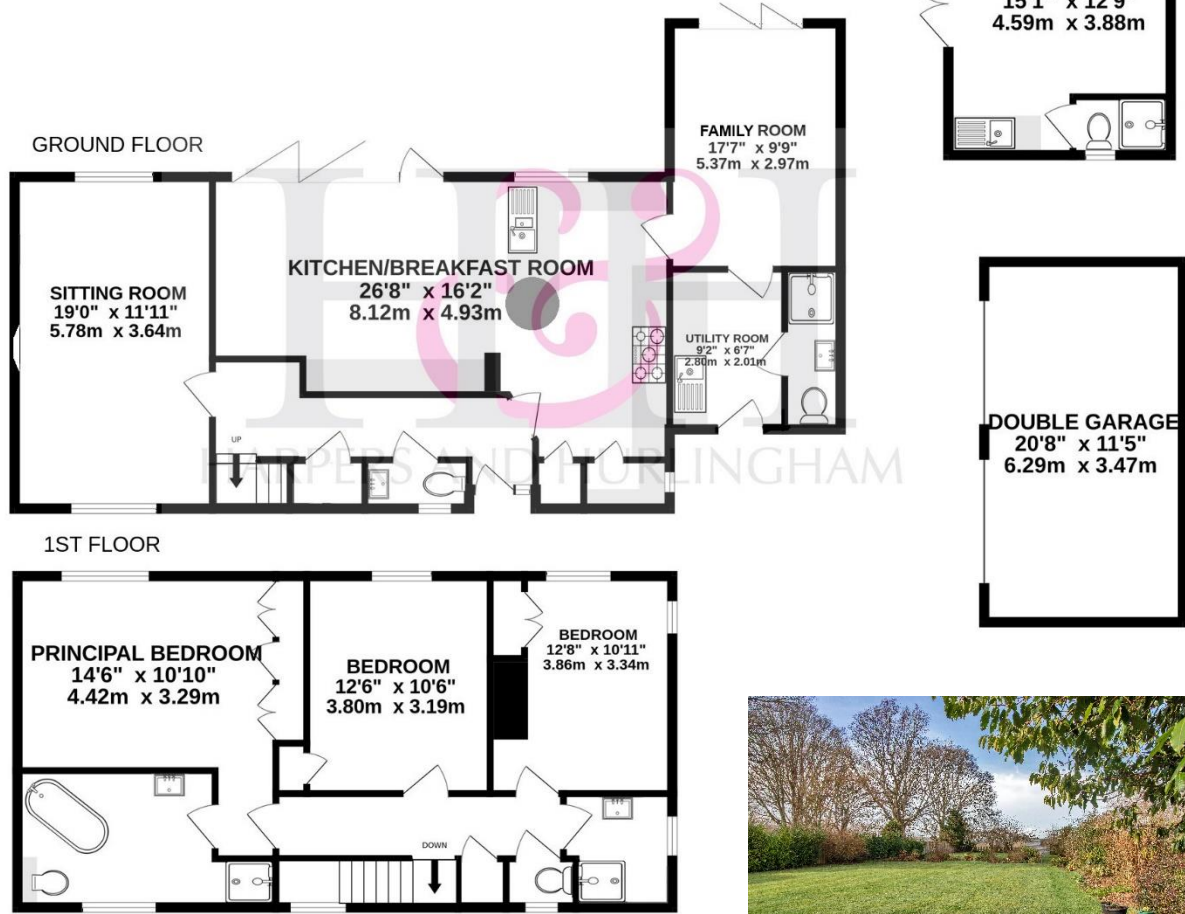 15'1" x 12'9"
4.59m x 3.88m
GROUND FLOOR
FAMILY ROOM
17'7" x 9'9"
5.37m x 2.97m
KITCHEN/BREAKFAST ROOM
26'8" x 16'2"
8.12m x 4.93m
SITTING ROOM
19'0" x 11'11"
5.78m x 3.64m
UTILITY ROOM
9'2" x 6'7"
2.80m x 2.01m
UP
H&H
HARPERS AND HURLINGHAM
DOUBLE GARAGE
20'8" x 11'5"
6.29m x 3.47m
1ST FLOOR
PRINCIPAL BEDROOM
14'6" x 10'10"
4.42m x 3.29m
BEDROOM
12'6" x 10'6"
3.80m x 3.19m
BEDROOM
12'8" x 10'11"
3.86m x 3.34m
DOWN